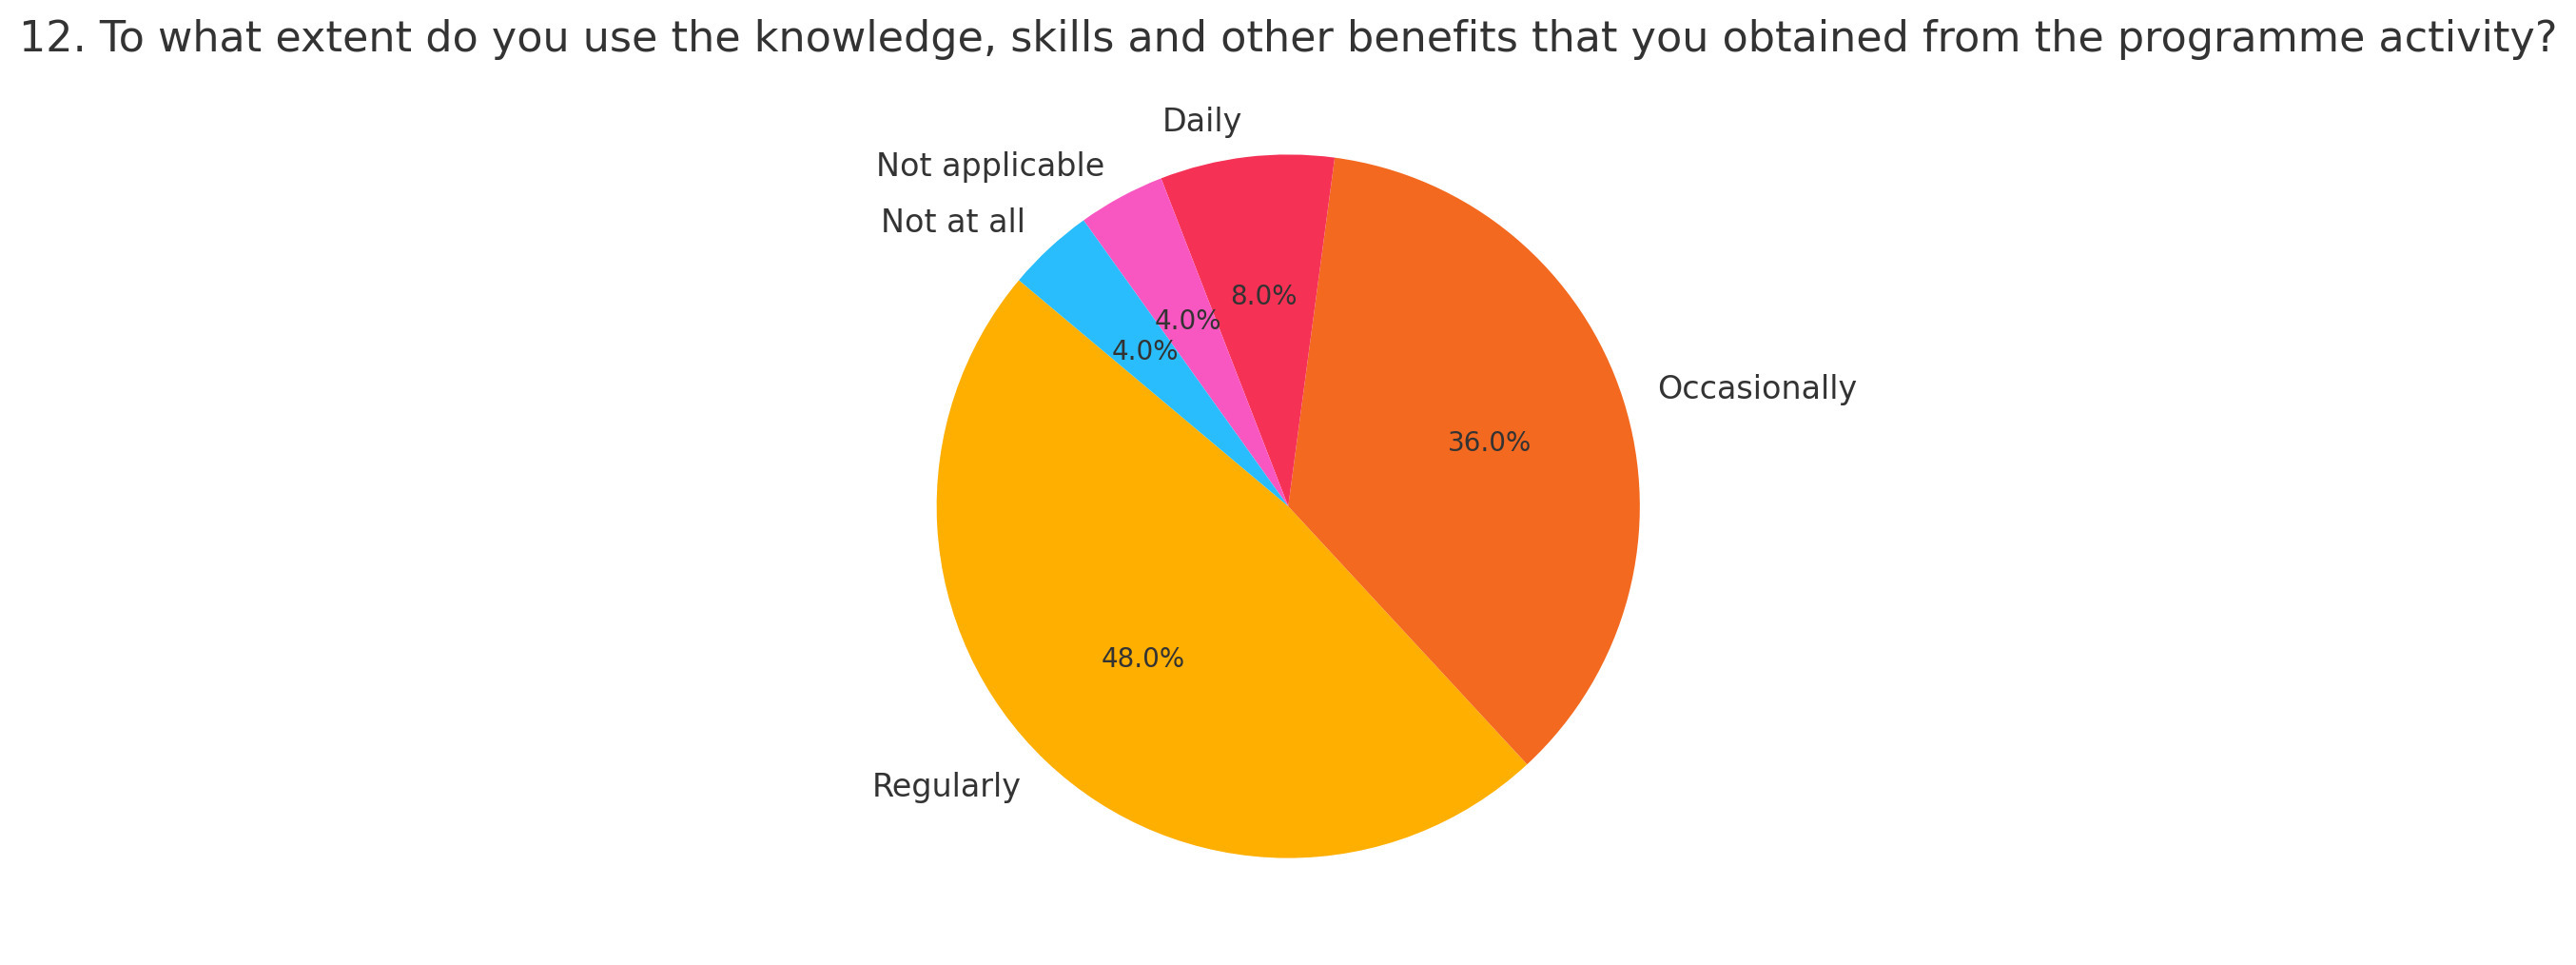 12. To what extent do you use the knowledge, skills and other benefits that you obtained from the programme activity?
Daily
Not applicable
Not at all
8.0%
4.0%
4.0%
Occasionally
36.0%
48.0%
Regularly